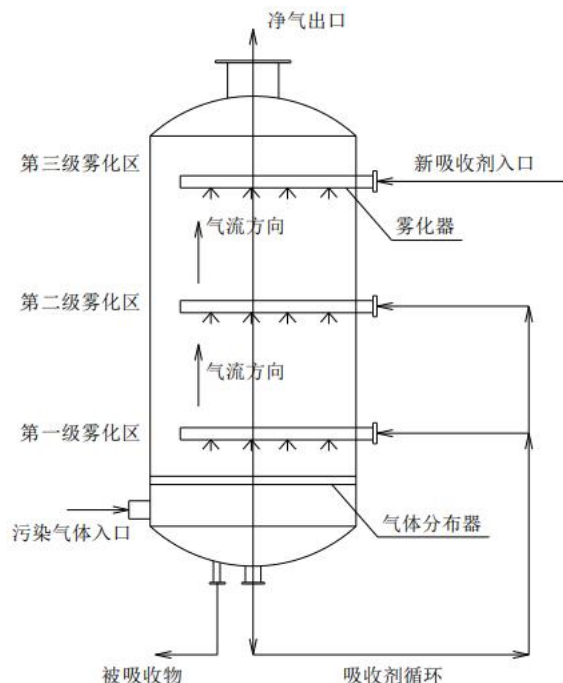 净气出口
第三级雾化区
新吸收剂入口
气流方向
雾化器
第二级雾化区
气流方向
第一级雾化区
气体分布器
污染气体入口
被吸收物
吸收剂循环